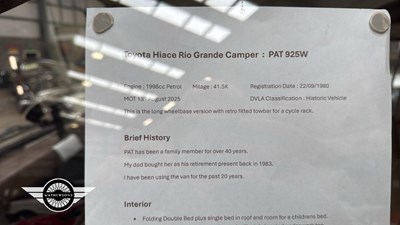 Toyota Hiace Rio Grande Camper : PAT 925W
Engine : 1998cc Petrol Milage : 41.2K Registration Date : 22/09/1980
MOT 13th August 2025 DVLA Classification : Historic Vehicle
This is the long wheelbase version with retro fitted towbar for a cycle rack.
Brief History
PAT has been a family member for over 40 years.
My dad bought her as his retirement present back in 1983.
I have been using the van for the past 20 years.
Interior
• Folding Double Bed plus single bed in roof and room for a childrens bed.
MATHEWSONS